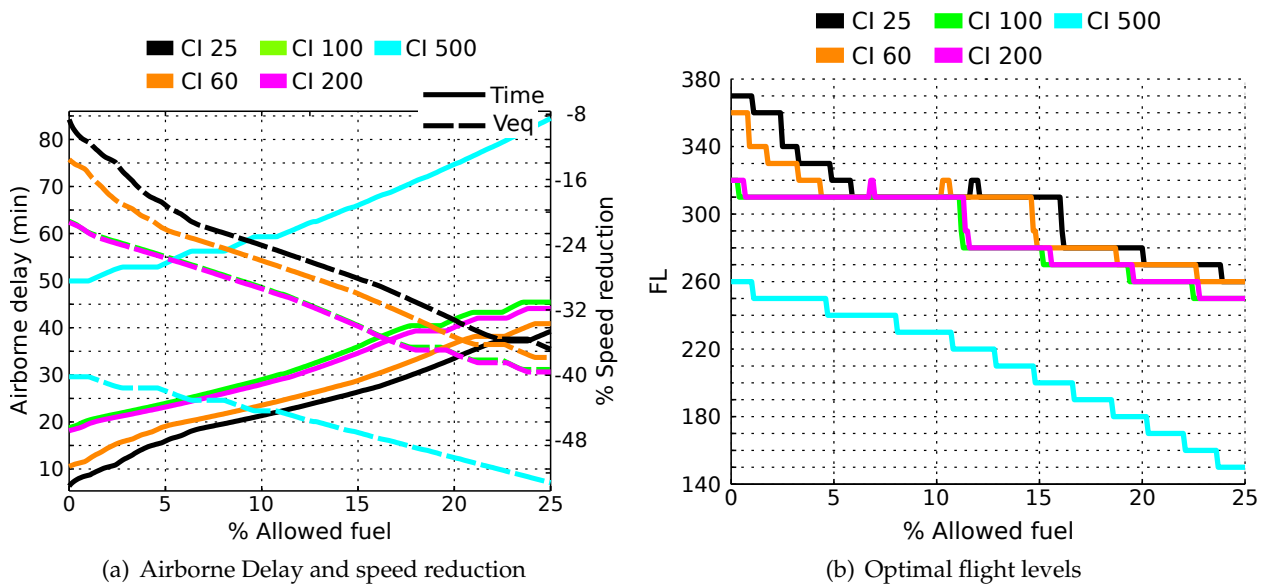 CI 25 CI 100 CI 500
CI 60 CI 200
Time
Veq
Airborne delay (min)
80
70
60
50
40
30
20
10
-8
-16
-24
-32
-40
-48
% Speed reduction
0 5 10 15 20 25
% Allowed fuel
(a) Airborne Delay and speed reduction
CI 25 CI 100 CI 500
CI 60 CI 200
FL
380
340
300
260
220
180
140
0 5 10 15 20 25
% Allowed fuel
(b) Optimal flight levels